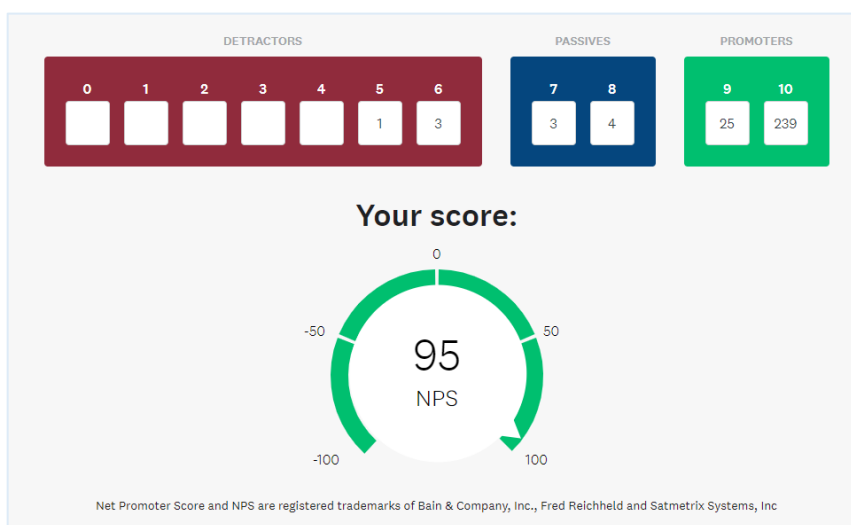 DETRACTORS PASSIVES PROMOTERS
0 1 2 3 4 5 6 7 8 9 10
1 3 3 4 25 239
Your score:
0
-50 50
95
NPS
-100 100
Net Promoter Score and NPS are registered trademarks of Bain & Company, Inc., Fred Reichheld and Satmetrix Systems, Inc